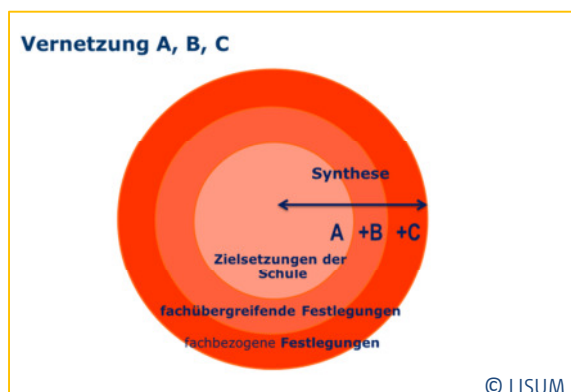 Vernetzung A, B, C
Synthese
A +B +C
Zielsetzungen der
Schule
fachübergreifende Festlegungen
fachbezogene Festlegungen
© LISUM